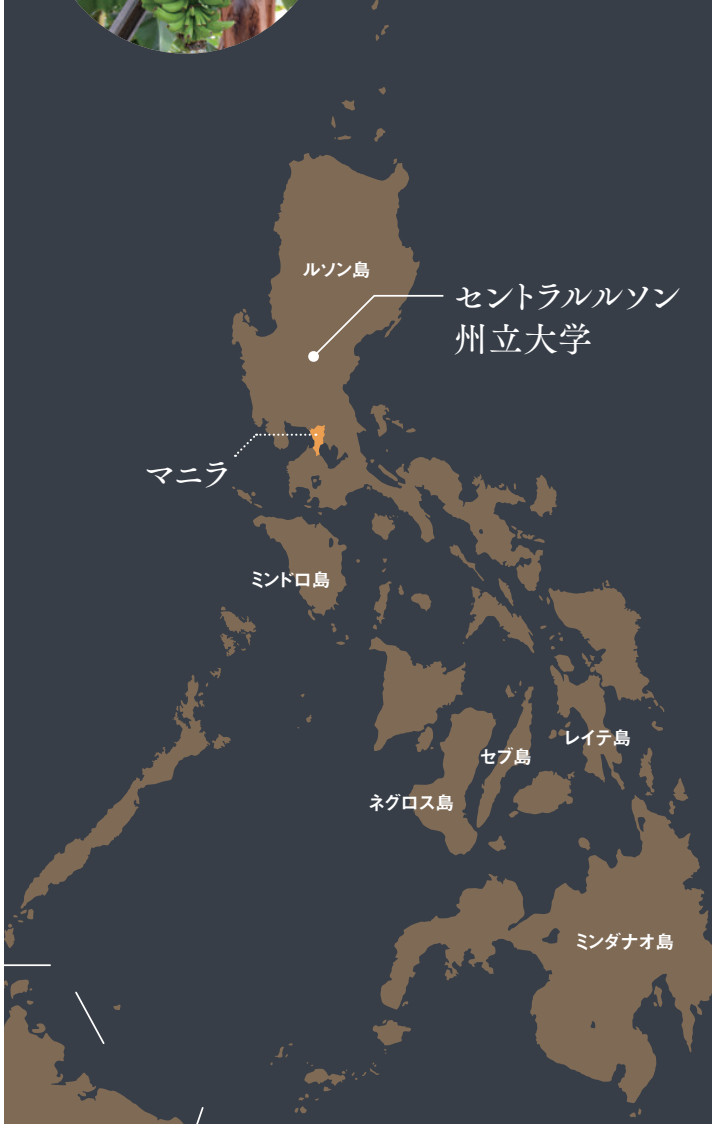 ルソン島
セントラルルソン
州立大学
マニラ
ミンドロ島
レイテ島
セブ島
ネグロス島
ミンダナオ島